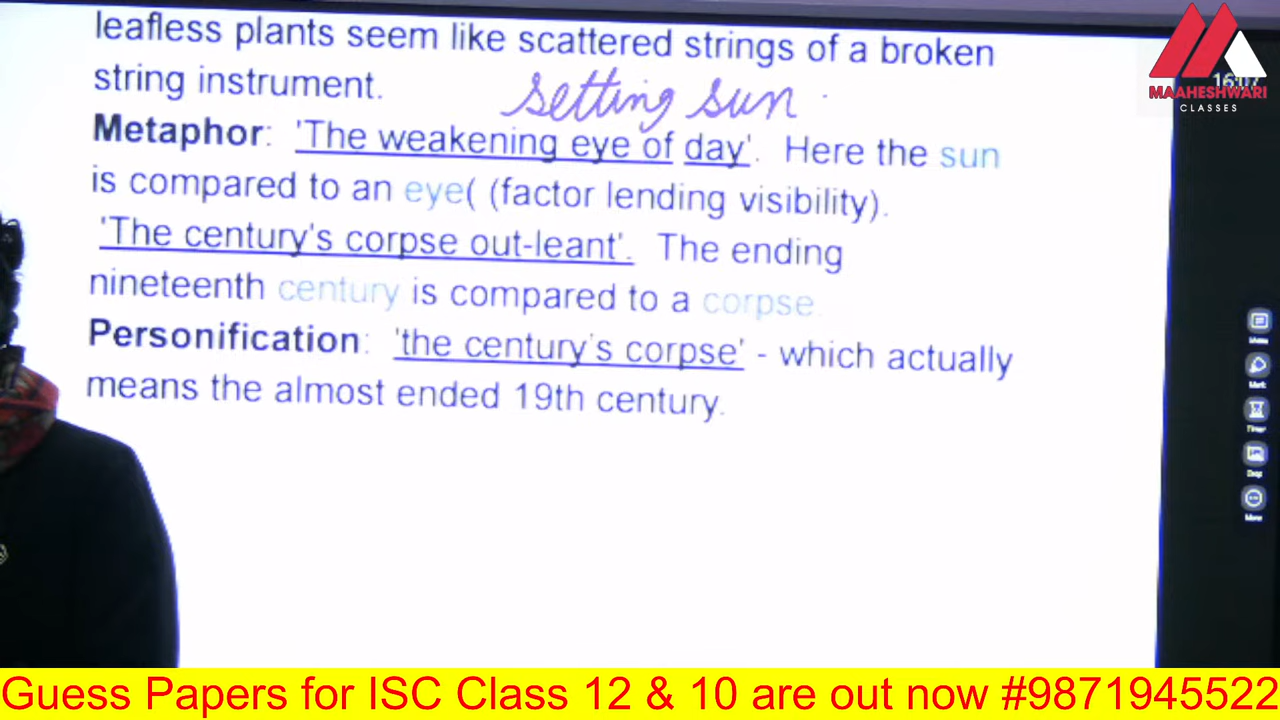 leafless plants seem like scattered strings of a broken
string instrument.
setting sun
Metaphor: 'The weakening eye of day'. Here the sun
is compared to an eye( (factor lending visibility).
'The century's corpse out-leant'. The ending
nineteenth century is compared to a corpse.
Personification: 'the century's corpse' - which actually
means the almost ended 19th century.
16:07
MAAHESHWARI
CLASSES
Timer
More
Guess Papers for ISC Class 12 & 10 are out now #9871945522